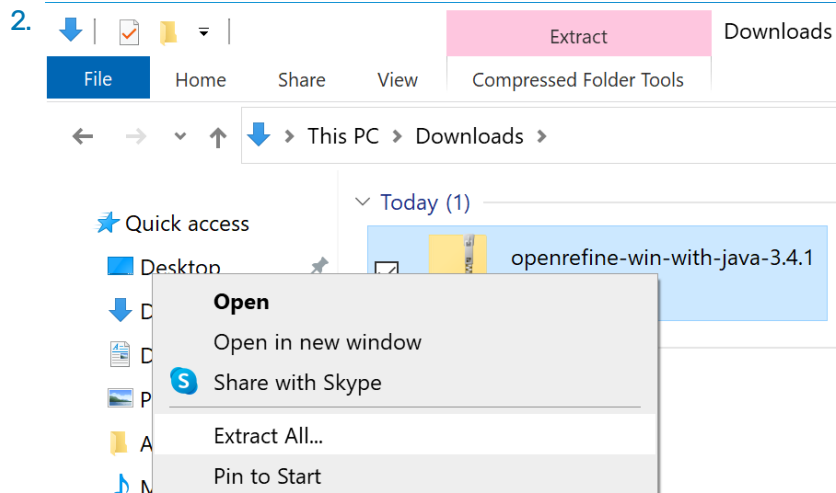 2.
Extract Downloads
File Home Share View Compressed Folder Tools
This PC > Downloads >
Today (1)
Quick access
openrefine-win-with-java-3.4.1
Desktop
Open
D
Open in new window
D
Share with Skype
P
Extract All...
A
Pin to Start
M